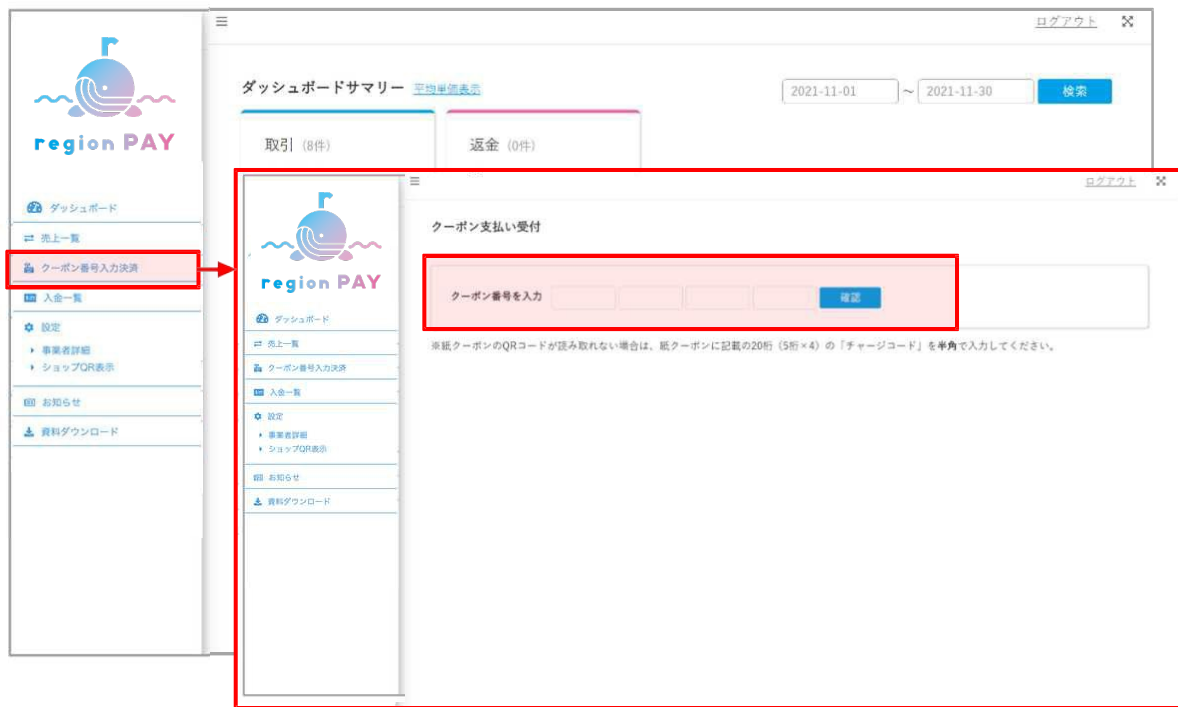 ログアウト
region PAY
ダッシュボードサマリー 平均単価表示
2021-11-01 ～ 2021-11-30 検索
取引 (8件)
返金 (0件)
ダッシュボード
売上一覧
クーポン番号入力決済
入金一覧
設定
事業者詳細
ショップQR表示
お知らせ
資料ダウンロード
ログアウト
region PAY
クーポン支払い受付
クーポン番号を入力 確認
※紙クーポンのQRコードが読み取れない場合は、紙クーポンに記載の20桁（5桁×4）の「チャージコード」を半角で入力してください。
ダッシュボード
売上一覧
クーポン番号入力決済
入金一覧
設定
事業者詳細
ショップQR表示
お知らせ
資料ダウンロード